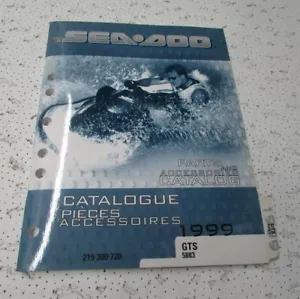 SEA-DOO
PARTS
ACCESSORIES
CATALOG
CATALOGUE
PIÈCES
ACCESSOIRES
1999
219 300 720
GTS
5883